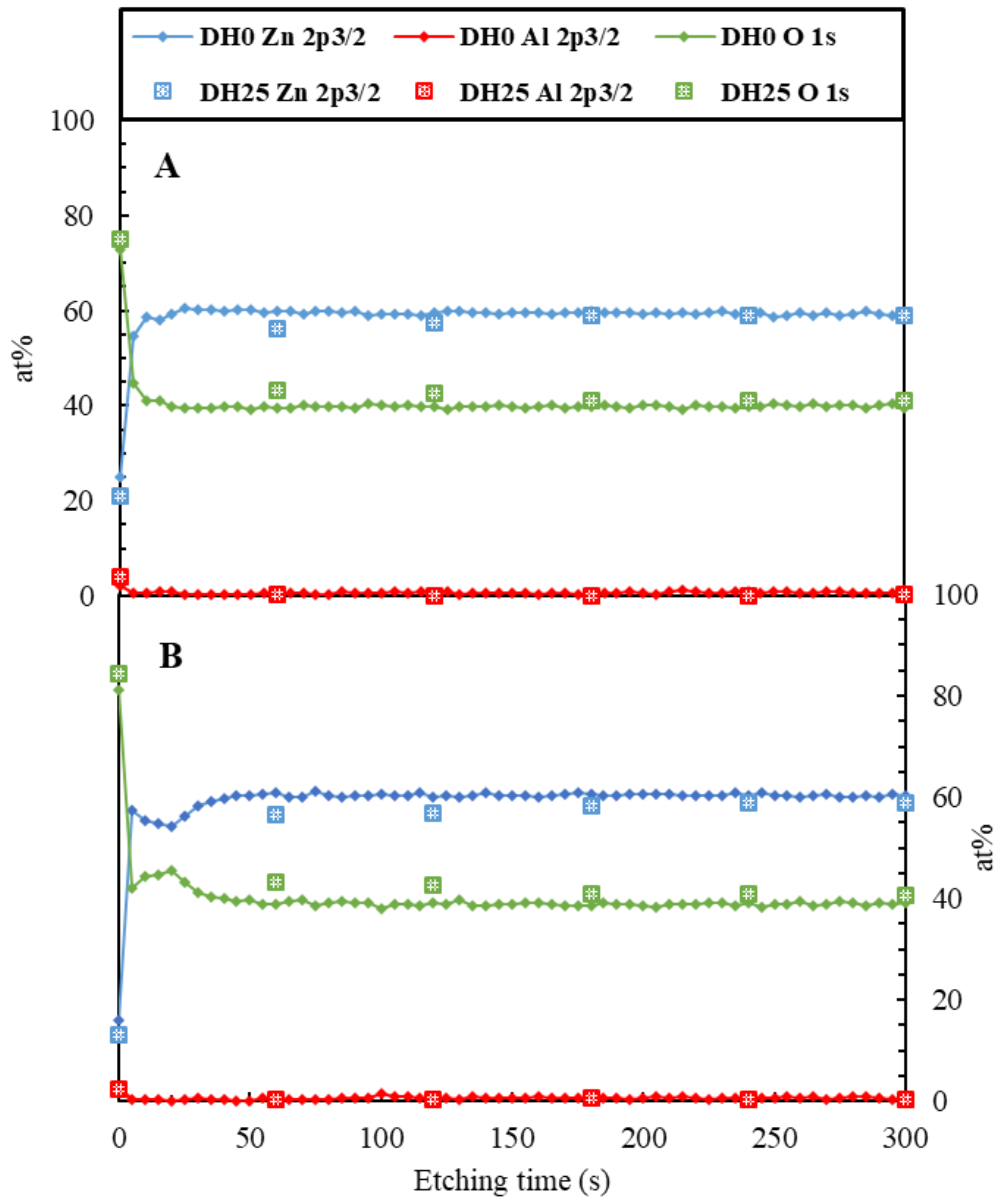 DH0 Zn 2p3/2 DH0 Al 2p3/2 DH0 O 1s
DH25 Zn 2p3/2 DH25 Al 2p3/2 DH25 O 1s
100
A
80
60
at%
40
20
0
100
B
80
60
at%
40
20
0
0 50 100 150 200 250 300
Etching time (s)